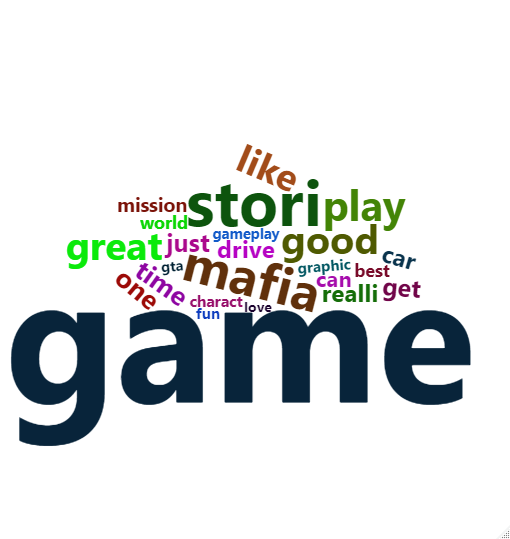 like
mission
stori
play
world
gameplay
great
just
drive
good
car
gta
mafia
graphic
best
time
can
one
realli
get
charact
love
fun
game